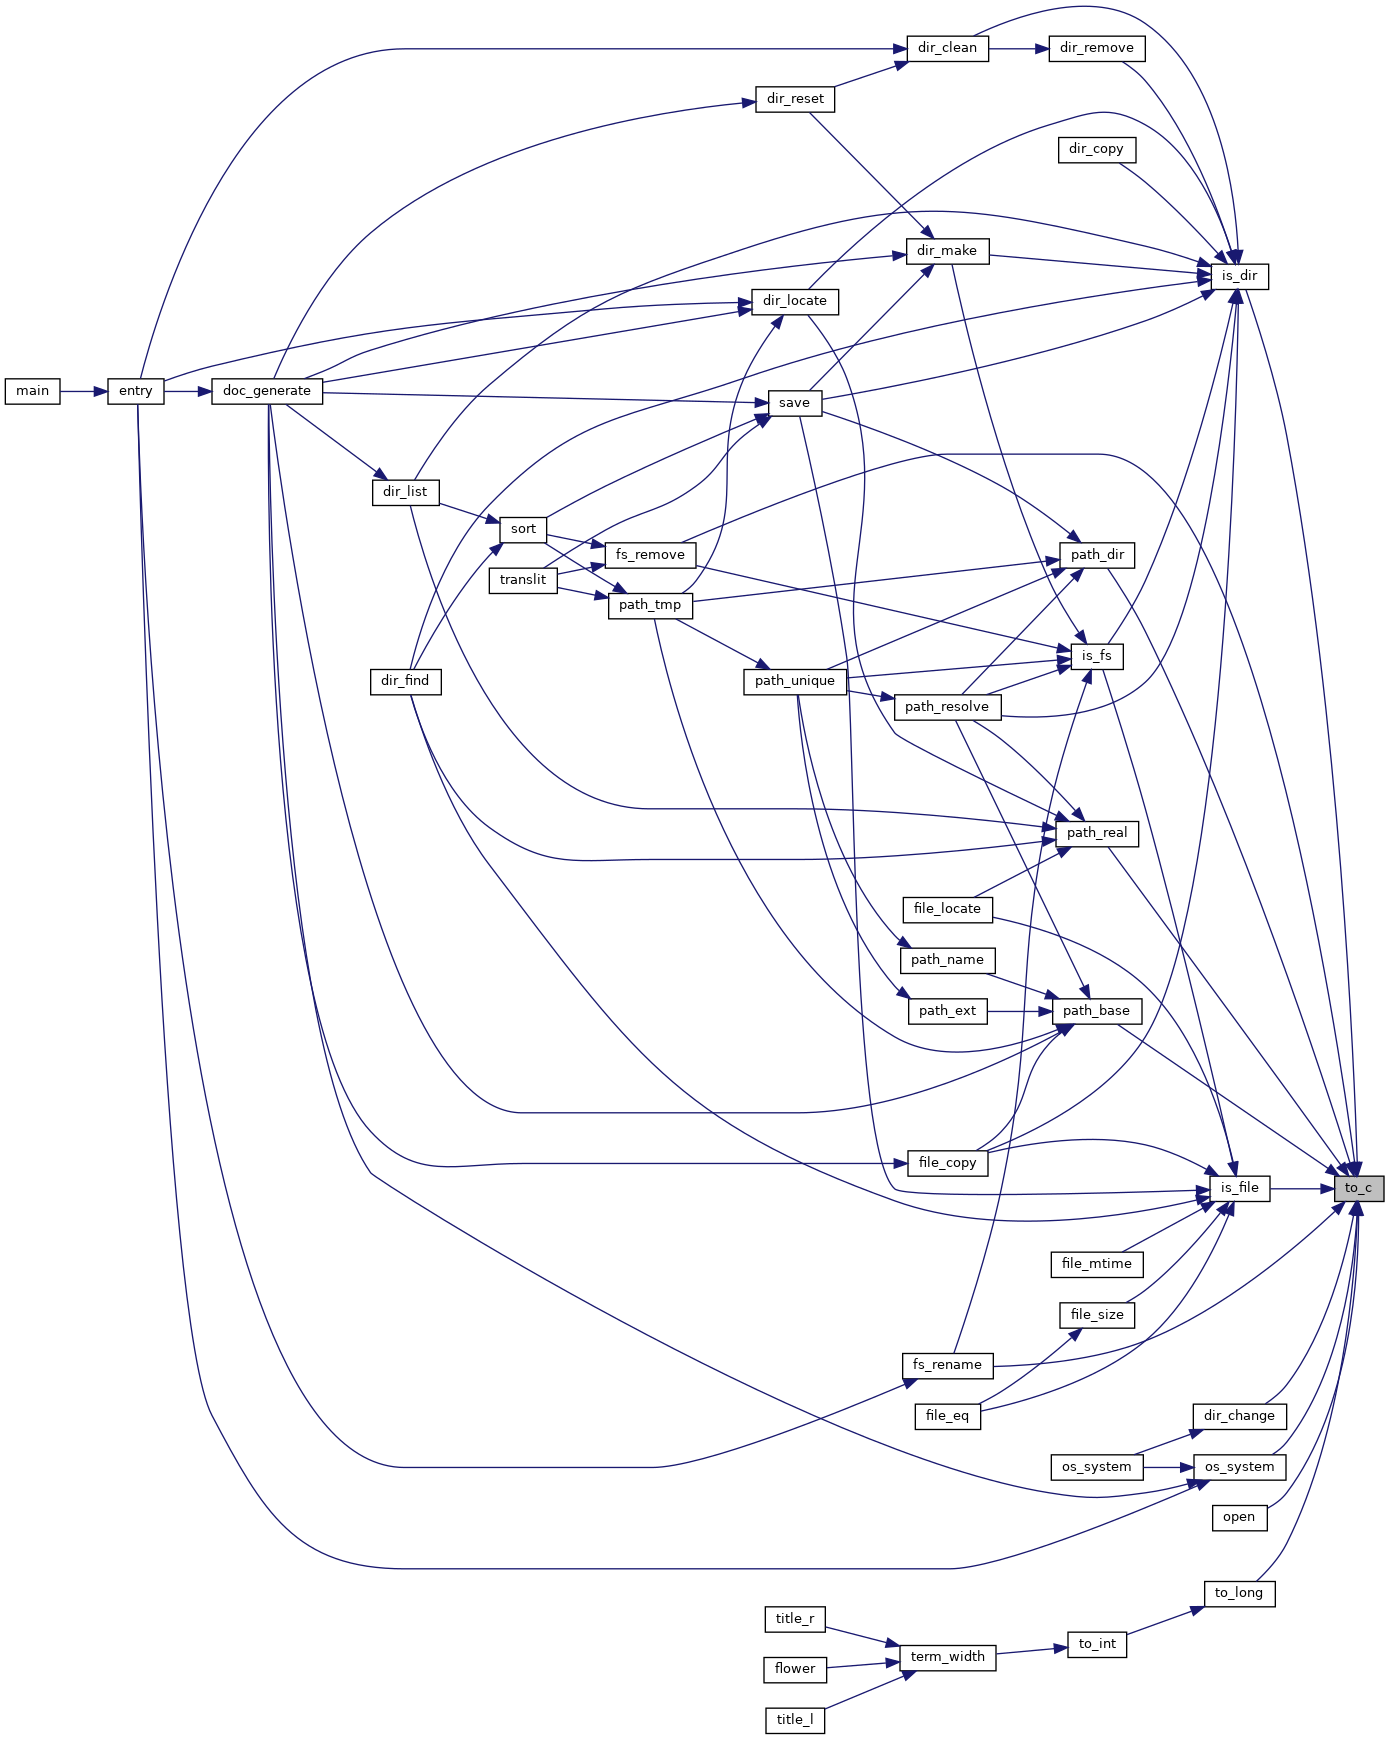 dir_clean
dir_remove
dir_reset
dir_copy
dir_make
is_dir
dir_locate
main
entry
doc_generate
save
dir_list
sort
fs_remove
path_dir
translit
path_tmp
is_fs
dir_find
path_unique
path_resolve
path_real
file_locate
path_name
path_ext
path_base
file_copy
is_file
to_c
file_mtime
file_size
fs_rename
file_eq
dir_change
os_system
os_system
open
to_long
title_r
to_int
term_width
flower
title_l